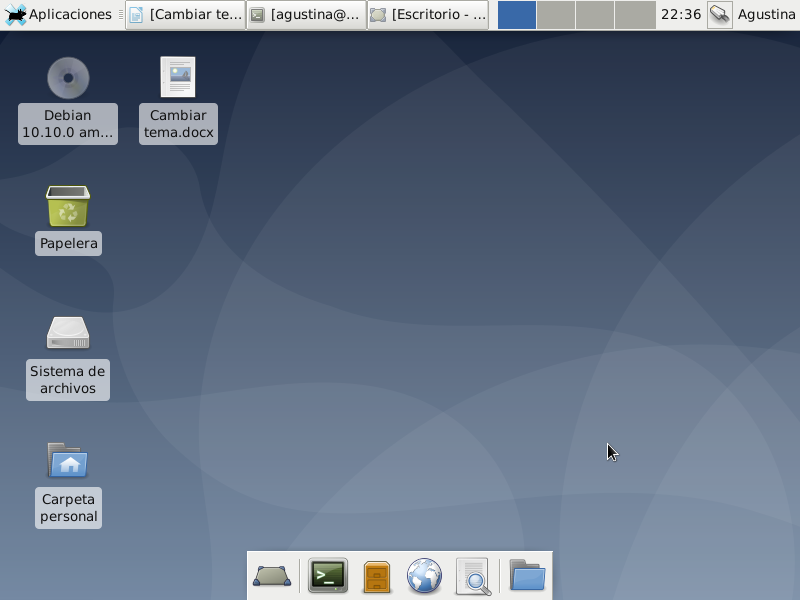 Aplicaciones
[Cambiar te...
[agustina@...
[Escritorio - ...
22:36
Agustina
Debian
10.10.0 am...
Cambiar
tema.docx
Papelera
Sistema de
archivos
Carpeta
personal